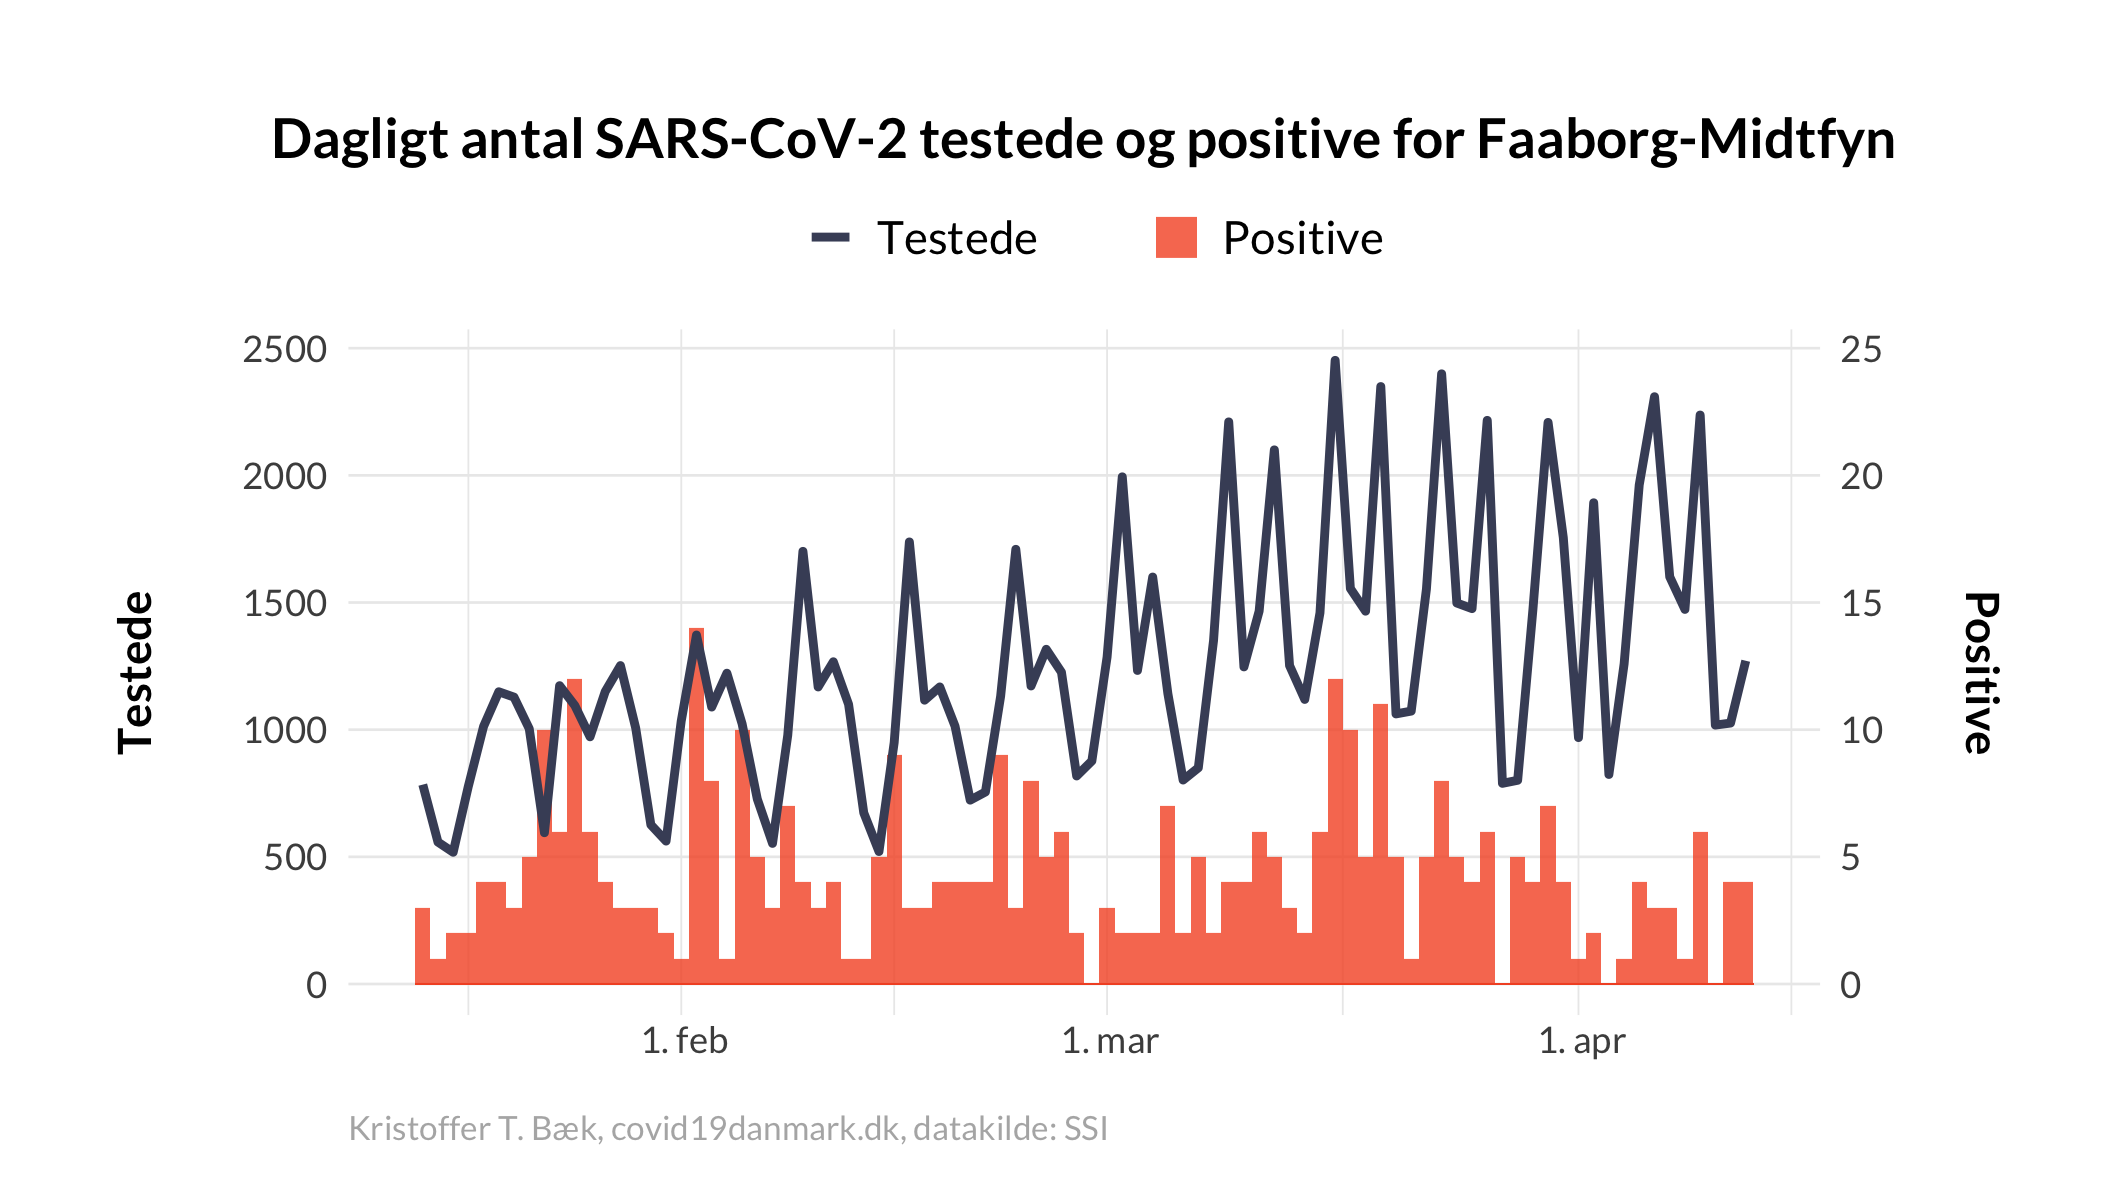 Dagligt antal SARS-CoV-2 testede og positive for Faaborg-Midtfyn
Testede
Positive
2500
2000
1500
1000
500
0
25
20
15
10
5
0
Testede
Positive
1. feb
1. mar
1. apr
Kristoffer T. Bæk, covid19danmark.dk, datakilde: SSI